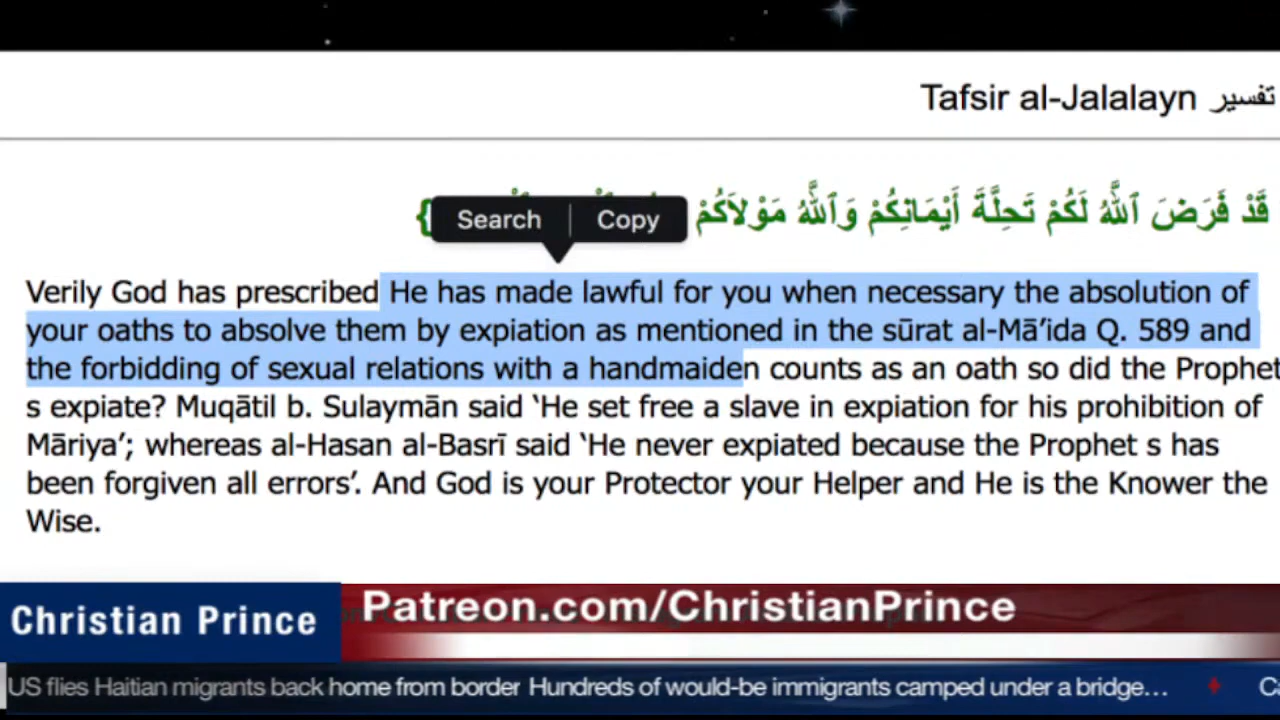 Tafsir al-Jalalayn تفسير
قَدْ فَرَضَ ٱللَّهُ لَكُمْ تَحِلَّةَ أَيْمَانِكُمْ وَٱللَّهُ مَوْلاَكُمْ
Search | Copy
Verily God has prescribed He has made lawful for you when necessary the absolution of
your oaths to absolve them by expiation as mentioned in the sūrat al-Mā’ida Q. 589 and
the forbidding of sexual relations with a handmaiden counts as an oath so did the Prophet
s expiate? Muqātil b. Sulaymān said ‘He set free a slave in expiation for his prohibition of
Māriya’; whereas al-Hasan al-Basrī said ‘He never expiated because the Prophet s has
been forgiven all errors’. And God is your Protector your Helper and He is the Knower the
Wise.
Christian Prince
Patreon.com/ChristianPrince
US flies Haitian migrants back home from border Hundreds of would-be immigrants camped under a bridge...